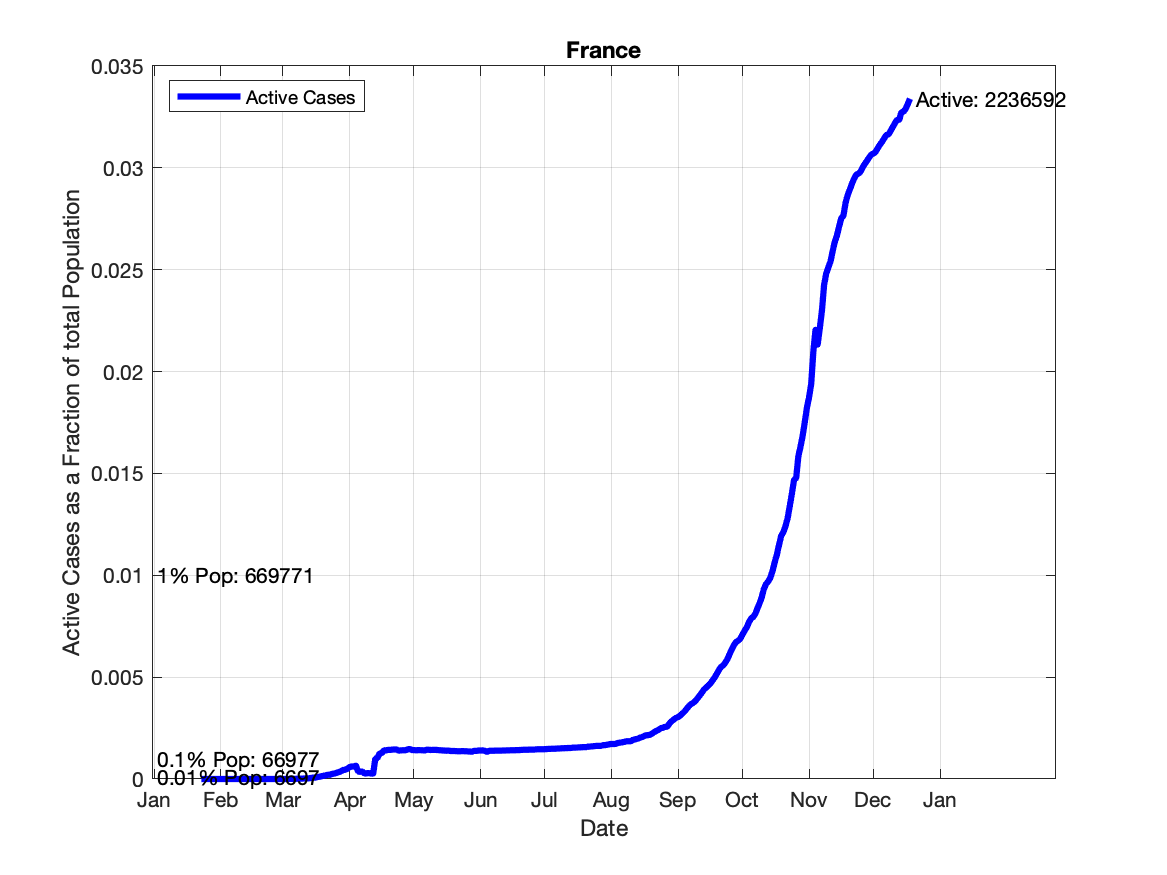 France
0.035
Active Cases
Active: 2236592
0.03
0.025
0.02
0.015
0.01
1% Pop: 669771
0.005
0.1% Pop: 66977
0.01% Pop: 6697
0
Jan Feb Mar Apr May Jun Jul Aug Sep Oct Nov Dec Jan
Date
Active Cases as a Fraction of total Population